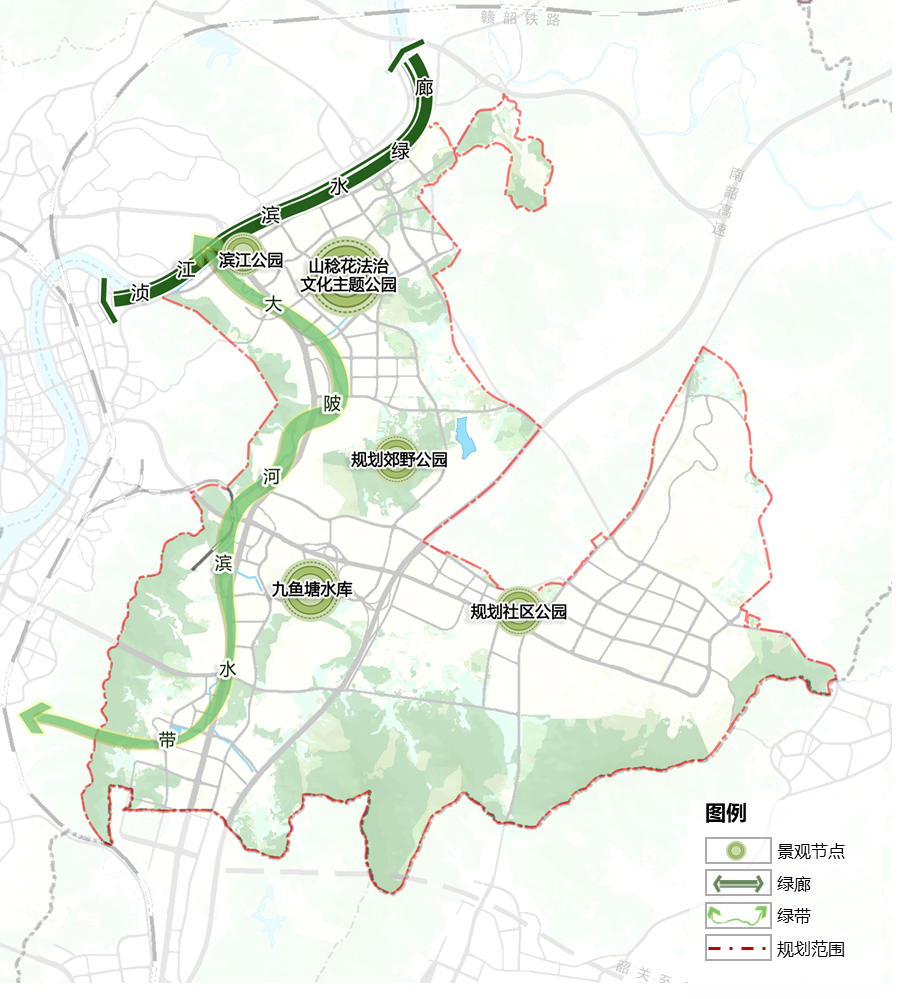 赣韶铁路
南韶高速
浈江滨水绿廊
滨江公园
山稔花法治
文化主题公园
大陂河滨水带
规划郊野公园
九鱼塘水库
规划社区公园
图例
景观节点
绿廊
绿带
规划范围
韶关至